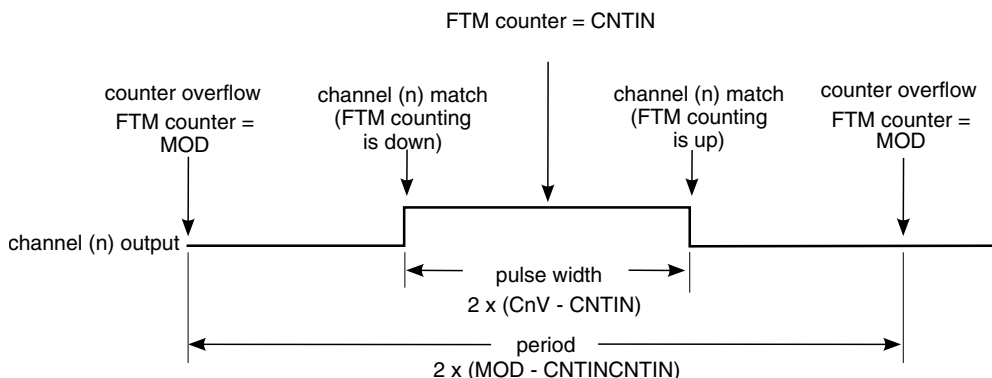 FTM counter = CNTIN
counter overflow
FTM counter =
MOD
channel (n) match
(FTM counting
is down)
channel (n) match
(FTM counting
is up)
counter overflow
FTM counter =
MOD
channel (n) output
pulse width
2 x (CnV - CNTIN)
period
2 x (MOD - CNTINCNTIN)